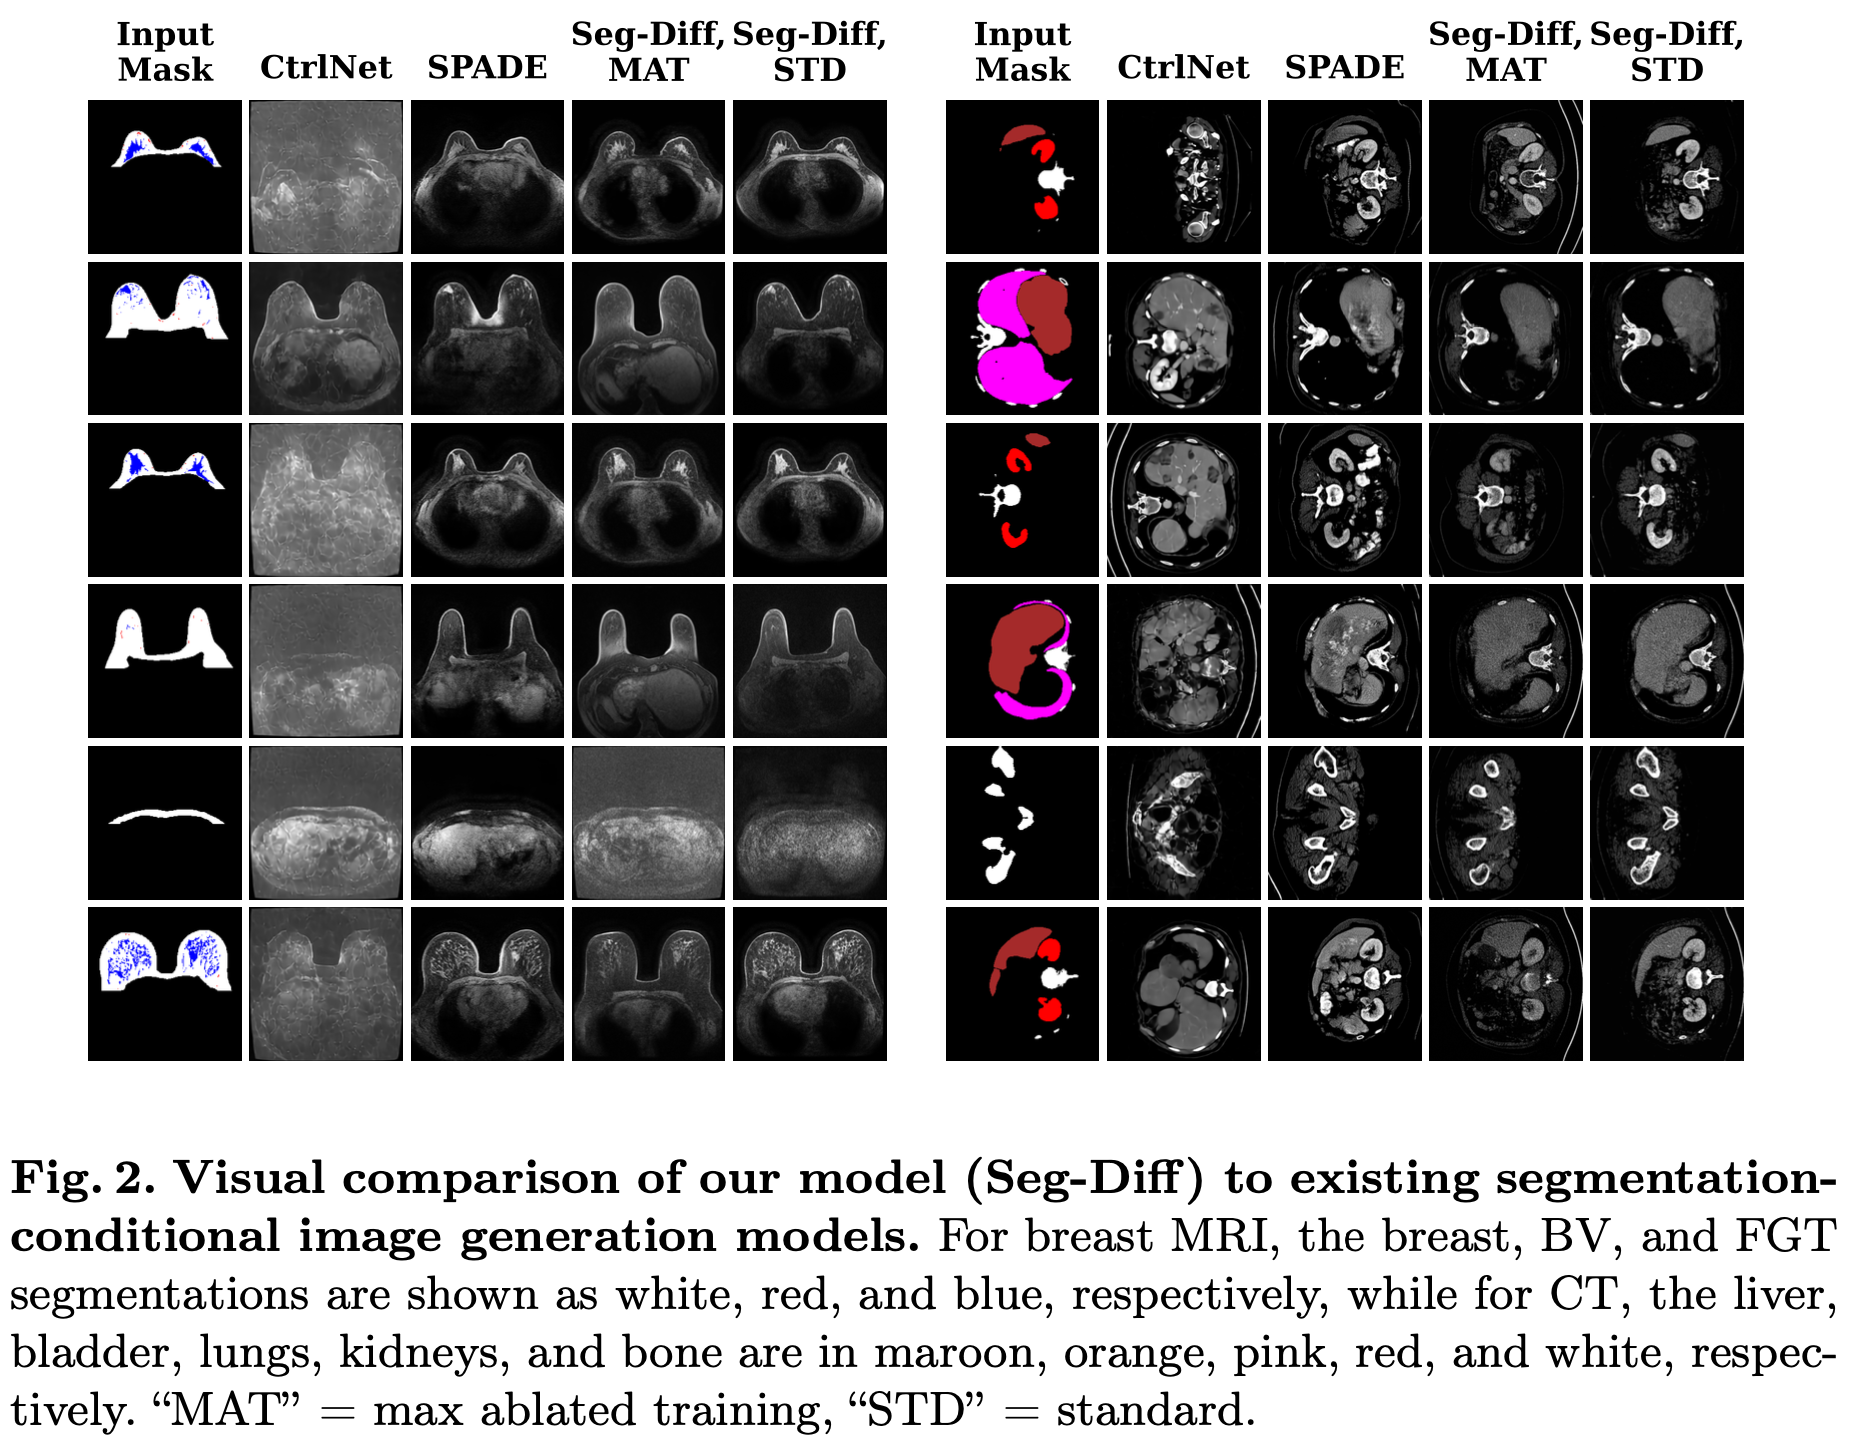 Input Mask CtrlNet SPADE Seg-Diff, MAT Seg-Diff, STD Input Mask CtrlNet SPADE Seg-Diff, MAT Seg-Diff, STD
Fig. 2. Visual comparison of our model (Seg-Diff) to existing segmentation-
conditional image generation models. For breast MRI, the breast, BV, and FGT
segmentations are shown as white, red, and blue, respectively, while for CT, the liver,
bladder, lungs, kidneys, and bone are in maroon, orange, pink, red, and white, respec-
tively. “MAT” = max ablated training, “STD” = standard.